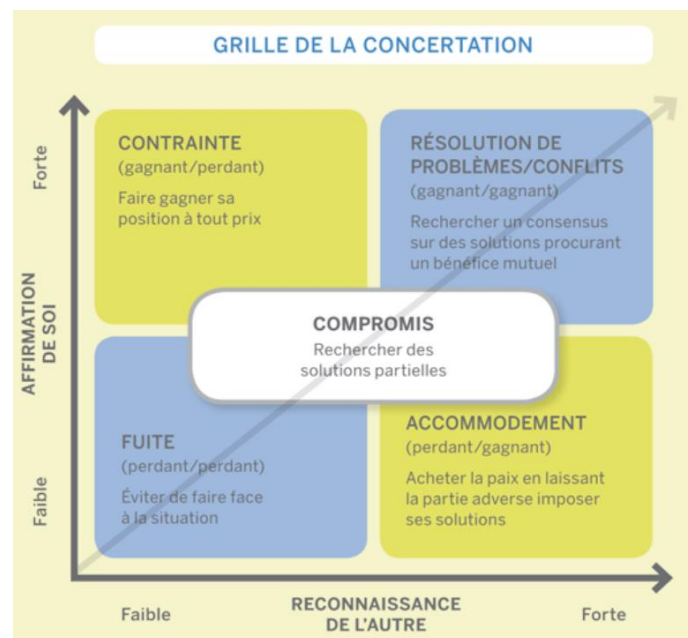 GRILLE DE LA CONCERTATION
Forte
AFFIRMATION
DE SOI
Faible
CONTRAINTE
(gagnant/perdant)
Faire gagner sa
position à tout prix
RÉSOLUTION DE
PROBLÈMES/CONFLITS
(gagnant/gagnant)
Rechercher un consensus
sur des solutions procurant
un bénéfice mutuel
COMPROMIS
Rechercher des
solutions partielles
FUITE
(perdant/perdant)
Éviter de faire face
à la situation
ACCOMMODEMENT
(perdant/gagnant)
Acheter la paix en laissant
la partie adverse imposer
ses solutions
Faible
RECONNAISSANCE
DE L'AUTRE
Forte